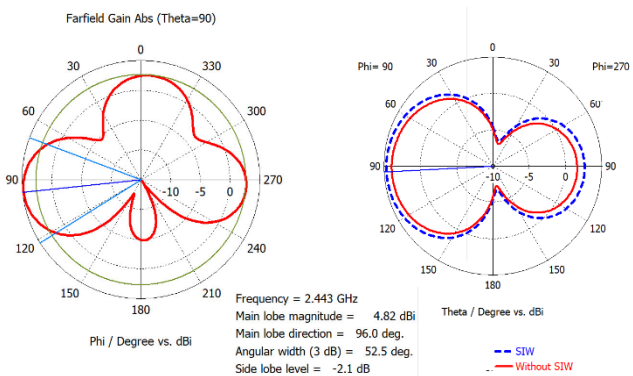 Farfield Gain Abs (Theta=90)
0
30
330
60
300
90
-10
-5
0
270
120
240
150
210
180
Phi / Degree vs. dBi
0
Phi= 90
30
30
Phi=270
60
60
90
-10
-5
0
90
120
120
150
150
180
Theta / Degree vs. dBi
SIW
Without SIW
Frequency = 2.443 GHz
Main lobe magnitude = 4.82 dBi
Main lobe direction = 96.0 deg.
Angular width (3 dB) = 52.5 deg.
Side lobe level = -2.1 dB